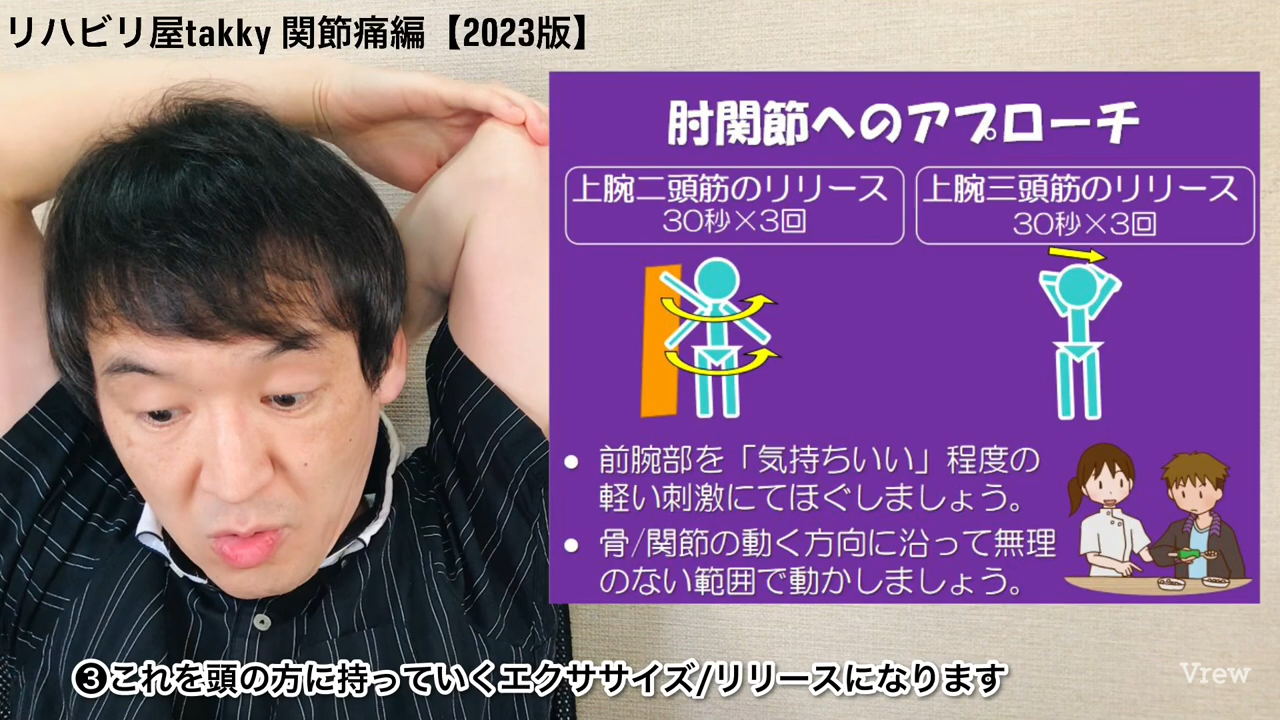 リハビリ屋takky 関節痛編【2023版】
肘関節へのアプローチ
上腕二頭筋のリリース
30秒×3回
上腕三頭筋のリリース
30秒×3回
● 前腕部を「気持ちいい」程度の
軽い刺激にてほぐしましょう。
● 骨/関節の動く方向に沿って無理
のない範囲で動かしましょう。
❸これを頭の方に持っていくエクササイズ/リリースになります
Vrew